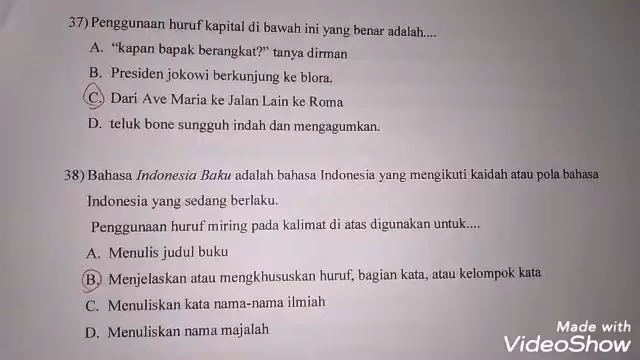 37) Penggunaan huruf kapital di bawah ini yang benar adalah....
A. “kapan bapak berangkat?” tanya dirman
B. Presiden jokowi berkunjung ke blora.
C. Dari Ave Maria ke Jalan Lain ke Roma
D. teluk bone sungguh indah dan mengagumkan.
38) Bahasa Indonesia Baku adalah bahasa Indonesia yang mengikuti kaidah atau pola bahasa
Indonesia yang sedang berlaku.
Penggunaan huruf miring pada kalimat di atas digunakan untuk....
A. Menulis judul buku
B. Menjelaskan atau mengkhususkan huruf, bagian kata, atau kelompok kata
C. Menuliskan kata nama-nama ilmiah
D. Menuliskan nama majalah
Made with
VideoShow